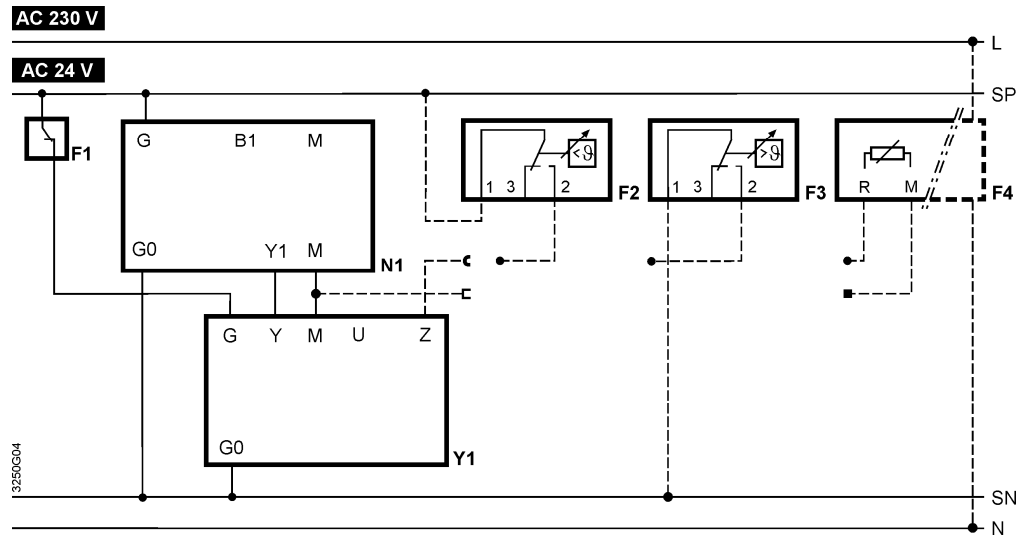 AC 230 V
L
AC 24 V
SP
F1
G B1 M
G0 Y1 M
N1
<ϑ
1 3 2
F2
>ϑ
1 3 2
F3
R M
F4
G Y M U Z
G0
Y1
3250G04
SN
N